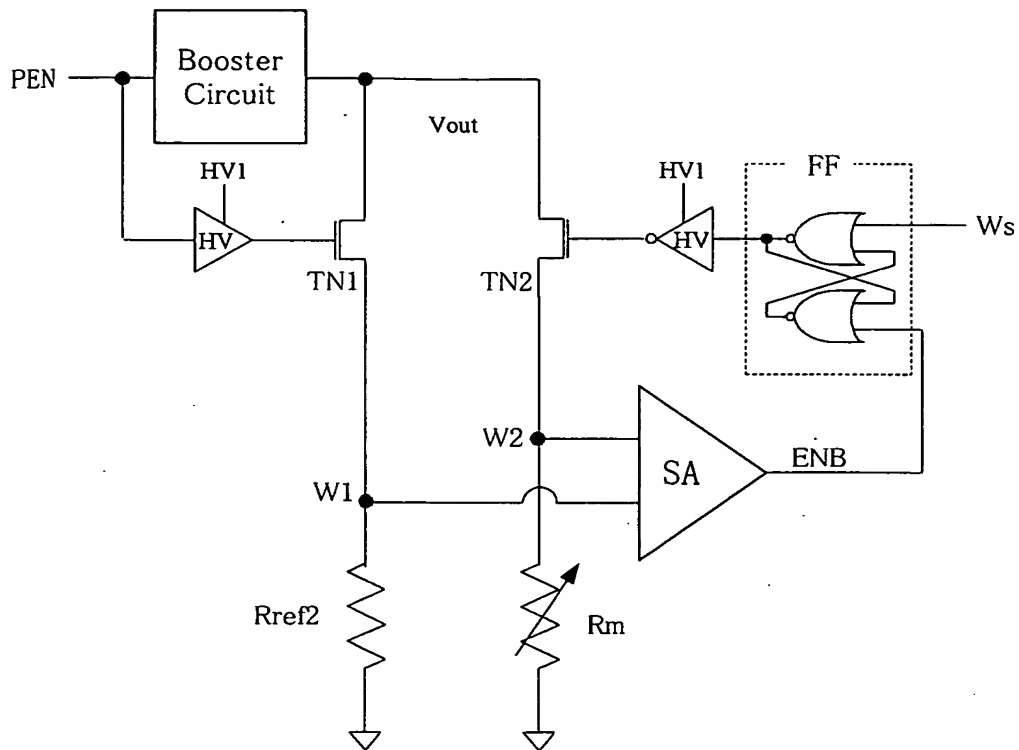 PEN
Booster
Circuit
Vout
HV1
HV
TN1
HV1
HV
TN2
FF
Ws
W2
SA
ENB
W1
Rref2
Rm